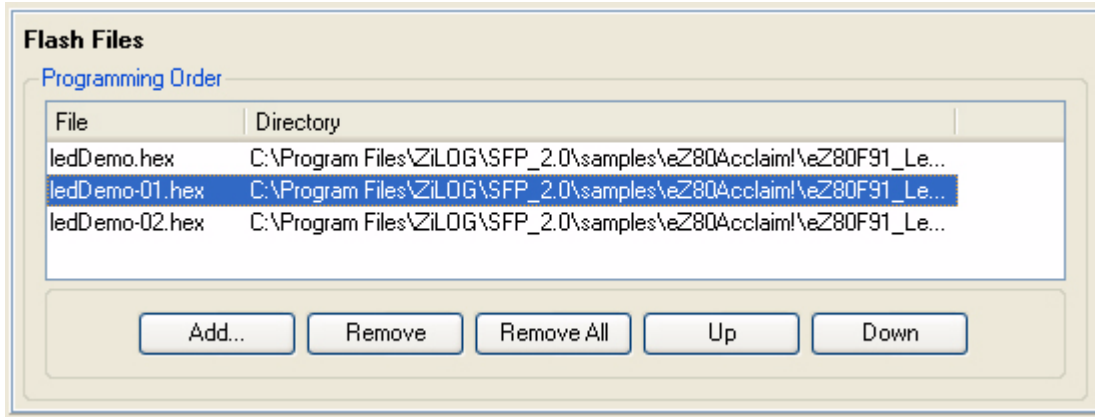 Flash Files
Programming Order
File Directory
ledDemo.hex C:\Program Files\ZiLOG\SFP_2.0\samples\eZ80Acclaim!\eZ80F91_Le...
ledDemo-01.hex C:\Program Files\ZiLOG\SFP_2.0\samples\eZ80Acclaim!\eZ80F91_Le...
ledDemo-02.hex C:\Program Files\ZiLOG\SFP_2.0\samples\eZ80Acclaim!\eZ80F91_Le...
Add... Remove Remove All Up Down